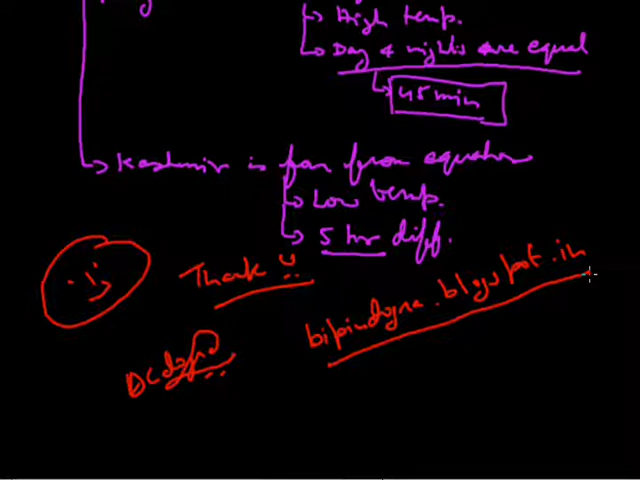 High temp.
Day & nights are equal
45 min
Kashmir is far from equator
Low temp.
5 hr diff.
Thank U
bipindogra.blogspot.in